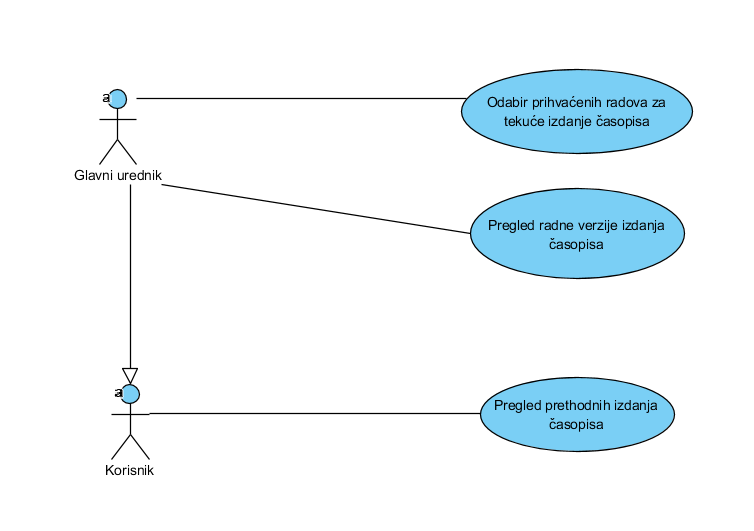 a
Odabir prihvaćenih radova za
tekuće izdanje časopisa
Glavni urednik
Pregled radne verzije izdanja
časopisa
a
Pregled prethodnih izdanja
časopisa
Korisnik